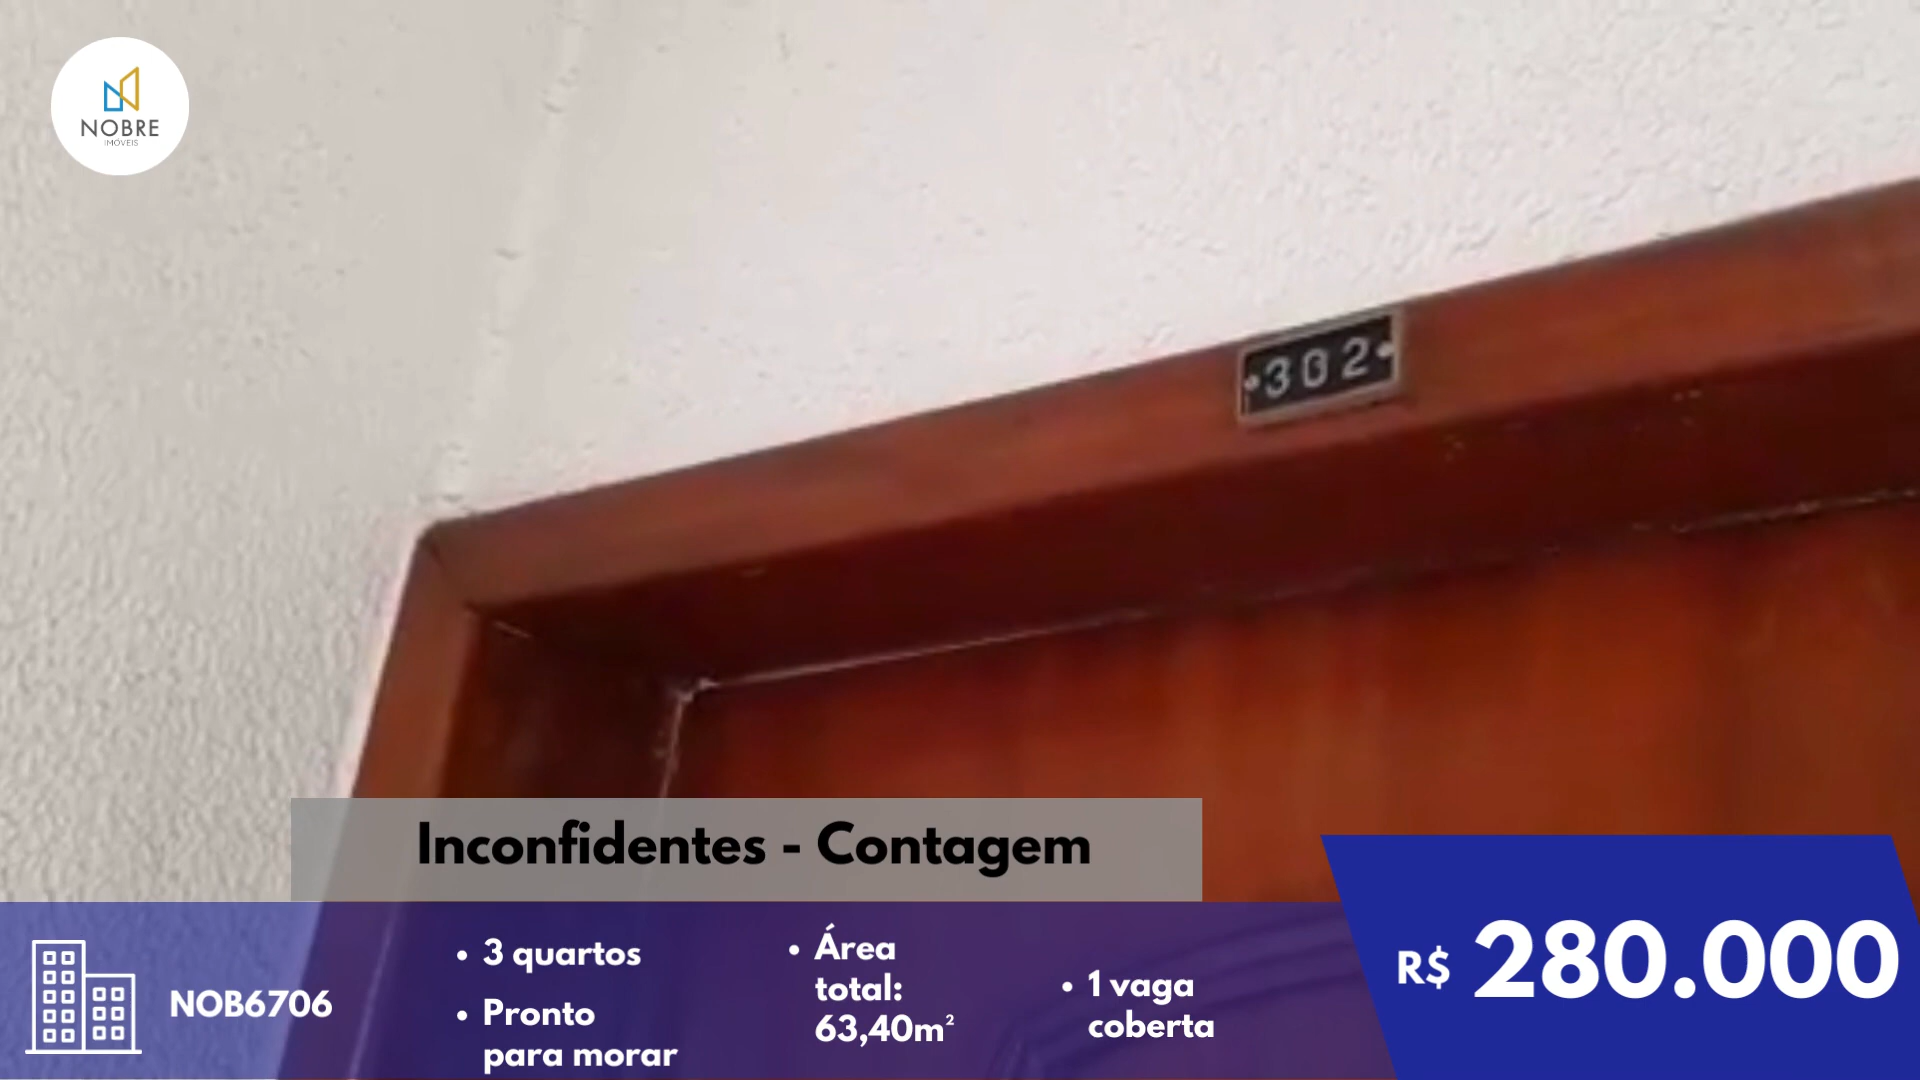 NOBRE
IMÓVEIS
302
Inconfidentes - Contagem
NOB6706
• 3 quartos
• Pronto
para morar
• Área
total:
63,40m²
• 1 vaga
coberta
R$ 280.000